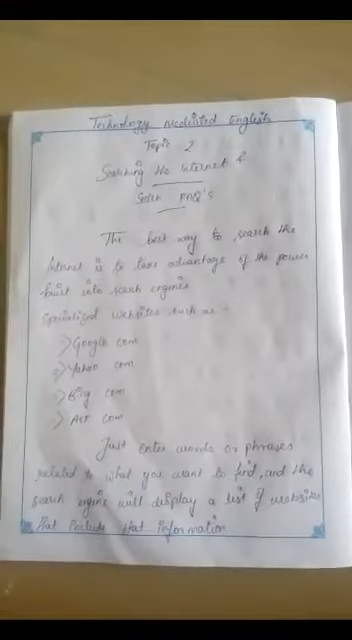 Technology mediated English
Topic 2
Searching the Internet &
Search FAQ'S
The best way to search the
Internet is to take advantage of the power
built into search engines
Specialized websites such as -
> Google com
> Yahoo com
> Bing com
> Ask com
Just enter words or phrases
related to what you want to find, and the
search engine will display a list of websites
that include that information